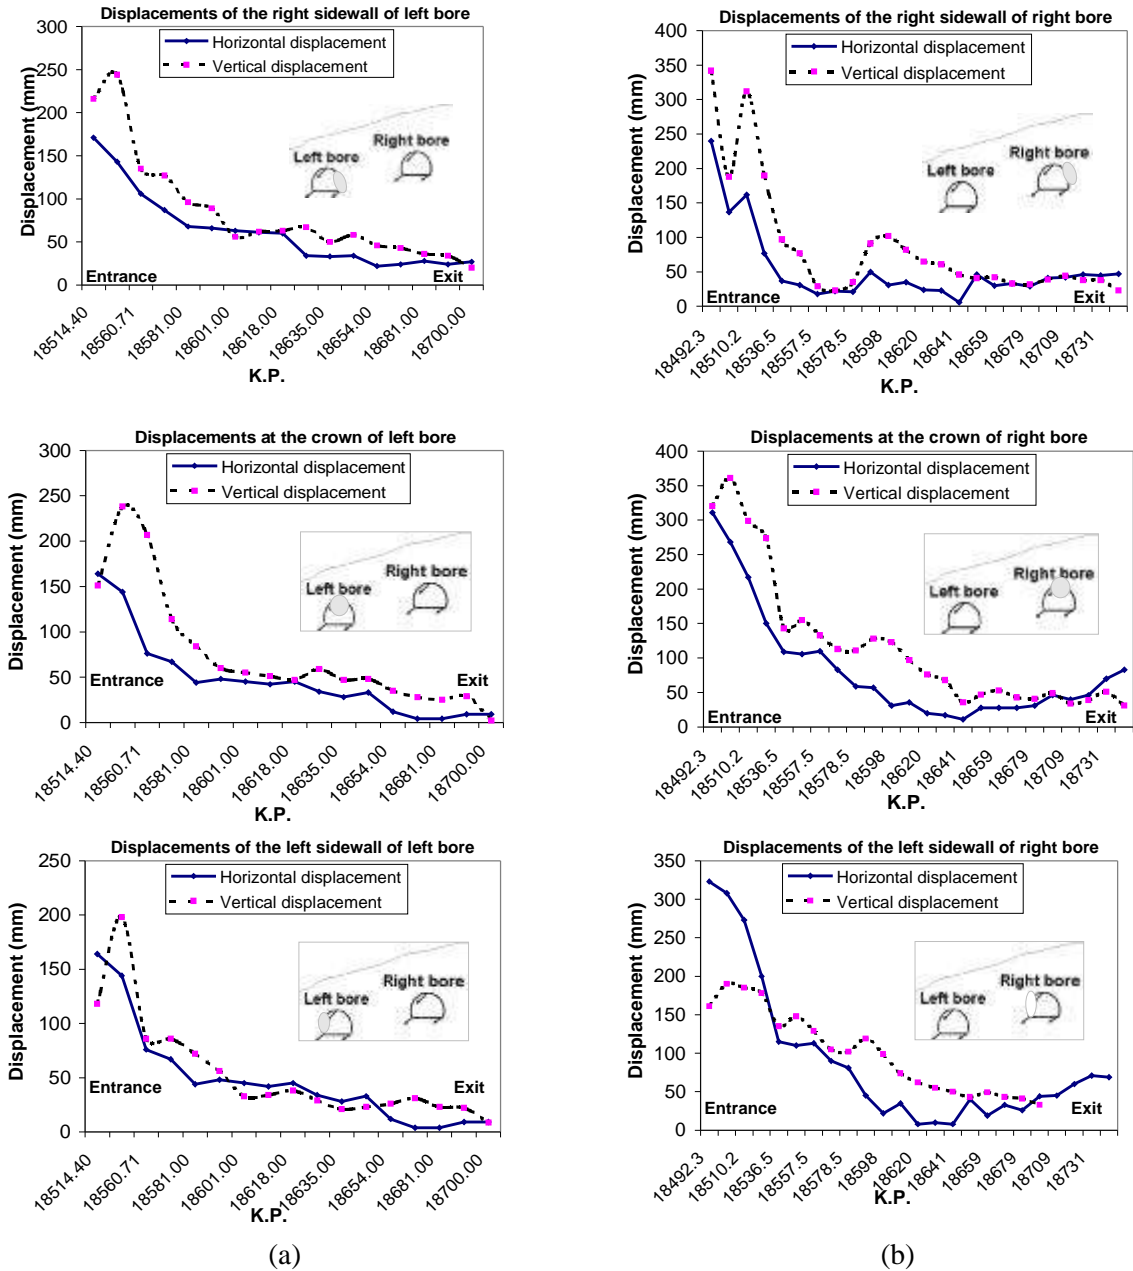 Displacements of the right sidewall of left bore
Displacement (mm)
300
250
200
150
100
50
0
Horizontal displacement
Vertical displacement
Left bore
Right bore
Entrance
Exit
18514.40
18560.71
18581.00
18601.00
18618.00
18635.00
18654.00
18681.00
18700.00
K.P.
Displacements of the right sidewall of right bore
Displacement (mm)
400
350
300
250
200
150
100
50
0
Horizontal displacement
Vertical displacement
Left bore
Right bore
Entrance
Exit
18492.3
18510.2
18536.5
18557.5
18578.5
18598
18620
18641
18659
18679
18709
18731
K.P.
Displacements at the crown of left bore
Displacement (mm)
300
250
200
150
100
50
0
Horizontal displacement
Vertical displacement
Left bore
Right bore
Entrance
Exit
18514.40
18560.71
18581.00
18601.00
18618.00
18635.00
18654.00
18681.00
18700.00
K.P.
Displacements at the crown of right bore
Displacement (mm)
400
350
300
250
200
150
100
50
0
Horizontal displacement
Vertical displacement
Left bore
Right bore
Entrance
Exit
18492.3
18510.2
18536.5
18557.5
18578.5
18598
18620
18641
18659
18679
18709
18731
K.P.
Displacements of the left sidewall of left bore
Displacement (mm)
250
200
150
100
50
0
Horizontal displacement
Vertical displacement
Left bore
Right bore
Entrance
Exit
18514.40
18560.71
18581.00
18601.00
18618.00
18635.00
18654.00
18681.00
18700.00
K.P.
Displacements of the left sidewall of right bore
Displacement (mm)
350
300
250
200
150
100
50
0
Horizontal displacement
Vertical displacement
Left bore
Right bore
Entrance
Exit
18492.3
18510.2
18536.5
18557.5
18578.5
18598
18620
18641
18659
18679
18709
18731
K.P.
(a)
(b)